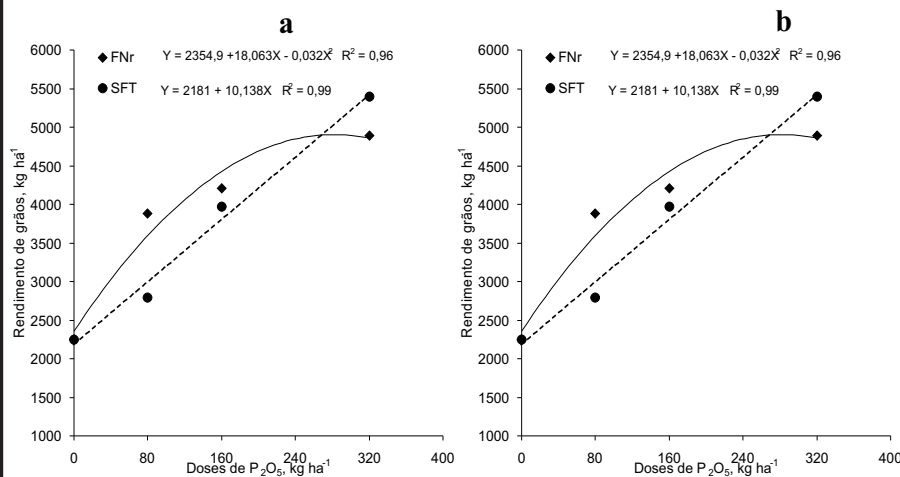 a
6000
5500
5000
4500
4000
3500
3000
2500
2000
1500
1000
Rendimento de grãos, kg ha⁻¹
FNr Y = 2354,9 +18,063X - 0,032X² R² = 0,96
SFT Y = 2181 + 10,138X R² = 0,99
0 80 160 240 320 400
Doses de P₂O₅, kg ha⁻¹
b
6000
5500
5000
4500
4000
3500
3000
2500
2000
1500
1000
Rendimento de grãos, kg ha⁻¹
FNr Y = 2354,9 +18,063X - 0,032X² R² = 0,96
SFT Y = 2181 + 10,138X R² = 0,99
0 80 160 240 320 400
Doses de P₂O₅, kg ha⁻¹